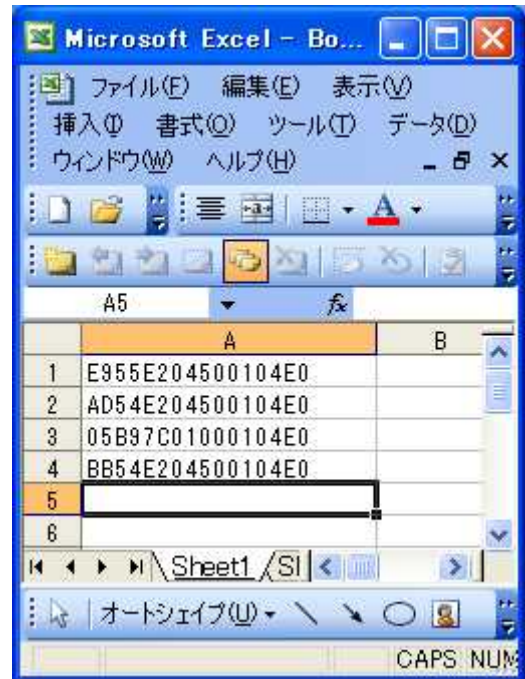 Microsoft Excel - Bo...
ファイル(F) 編集(E) 表示(V)
挿入(I) 書式(O) ツール(T) データ(D)
ウィンドウ(W) ヘルプ(H)
A5 fx
A B
1 E955E204500104E0
2 AD54E204500104E0
3 05B97C01000104E0
4 BB54E204500104E0
5
6
Sheet1 Sl
オートシェイプ(U)
CAPS NUM